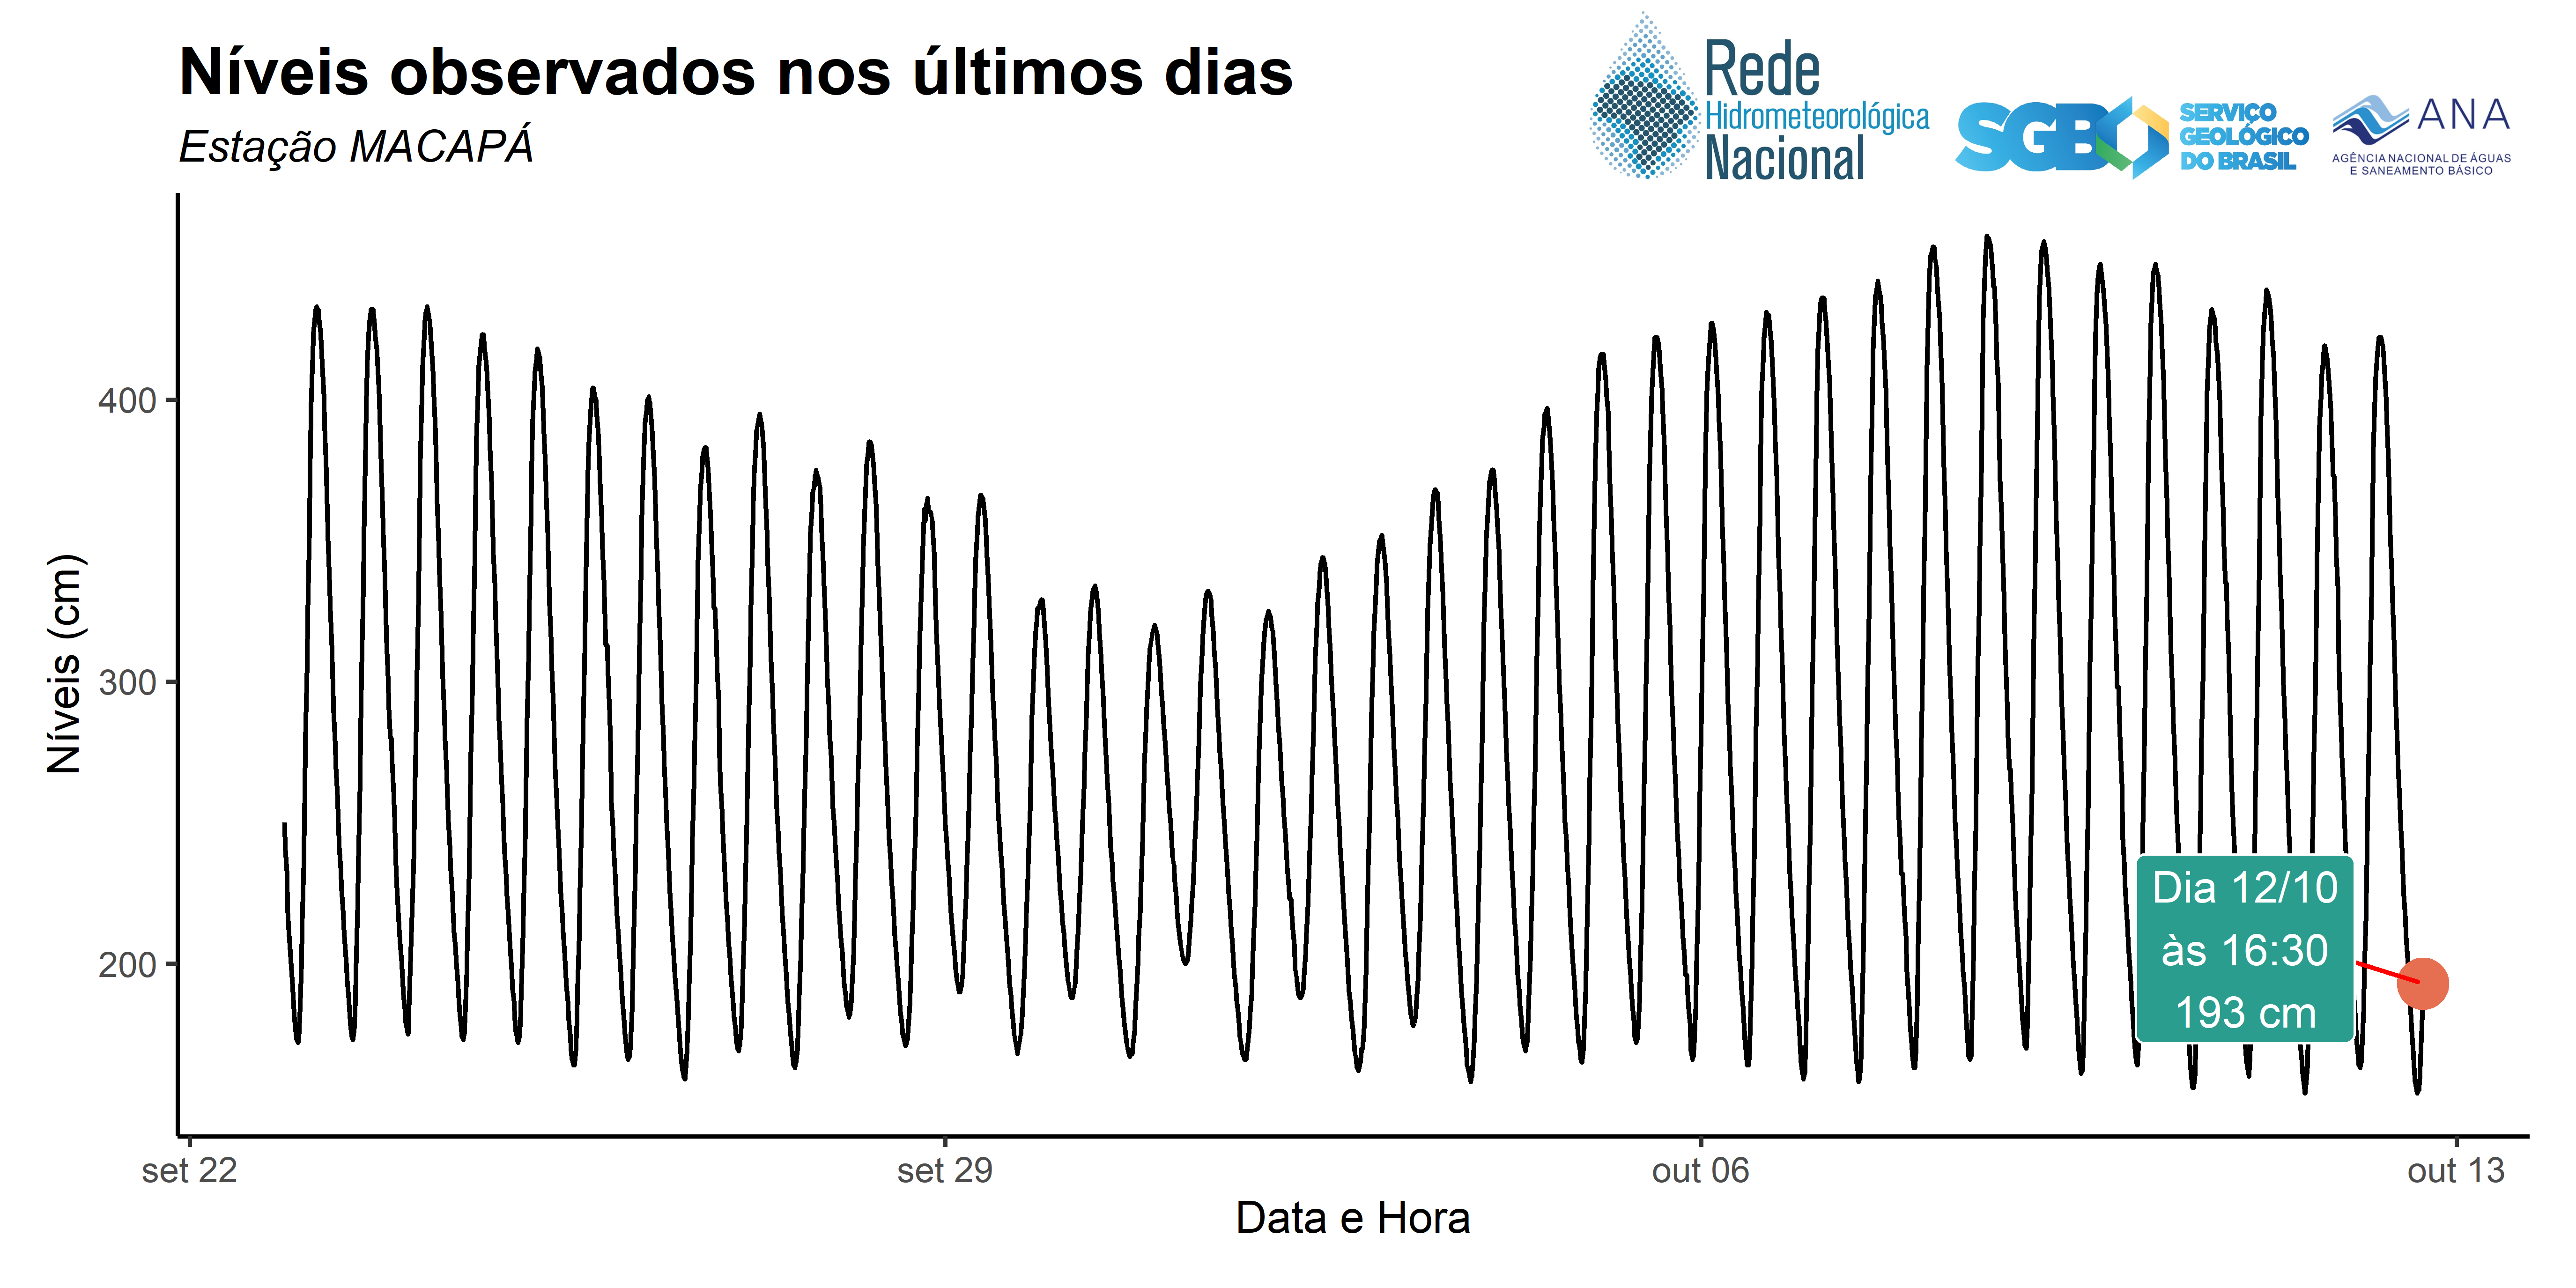 Níveis observados nos últimos dias
Estação MACAPÁ
Rede
Hidrometeorológica
Nacional
SGB
SERVIÇO
GEOLÓGICO
DO BRASIL
ANA
AGÊNCIA NACIONAL DE ÁGUAS
E SANEAMENTO BÁSICO
Níveis (cm)
400
300
200
Dia 12/10
às 16:30
193 cm
set 22
set 29
out 06
out 13
Data e Hora